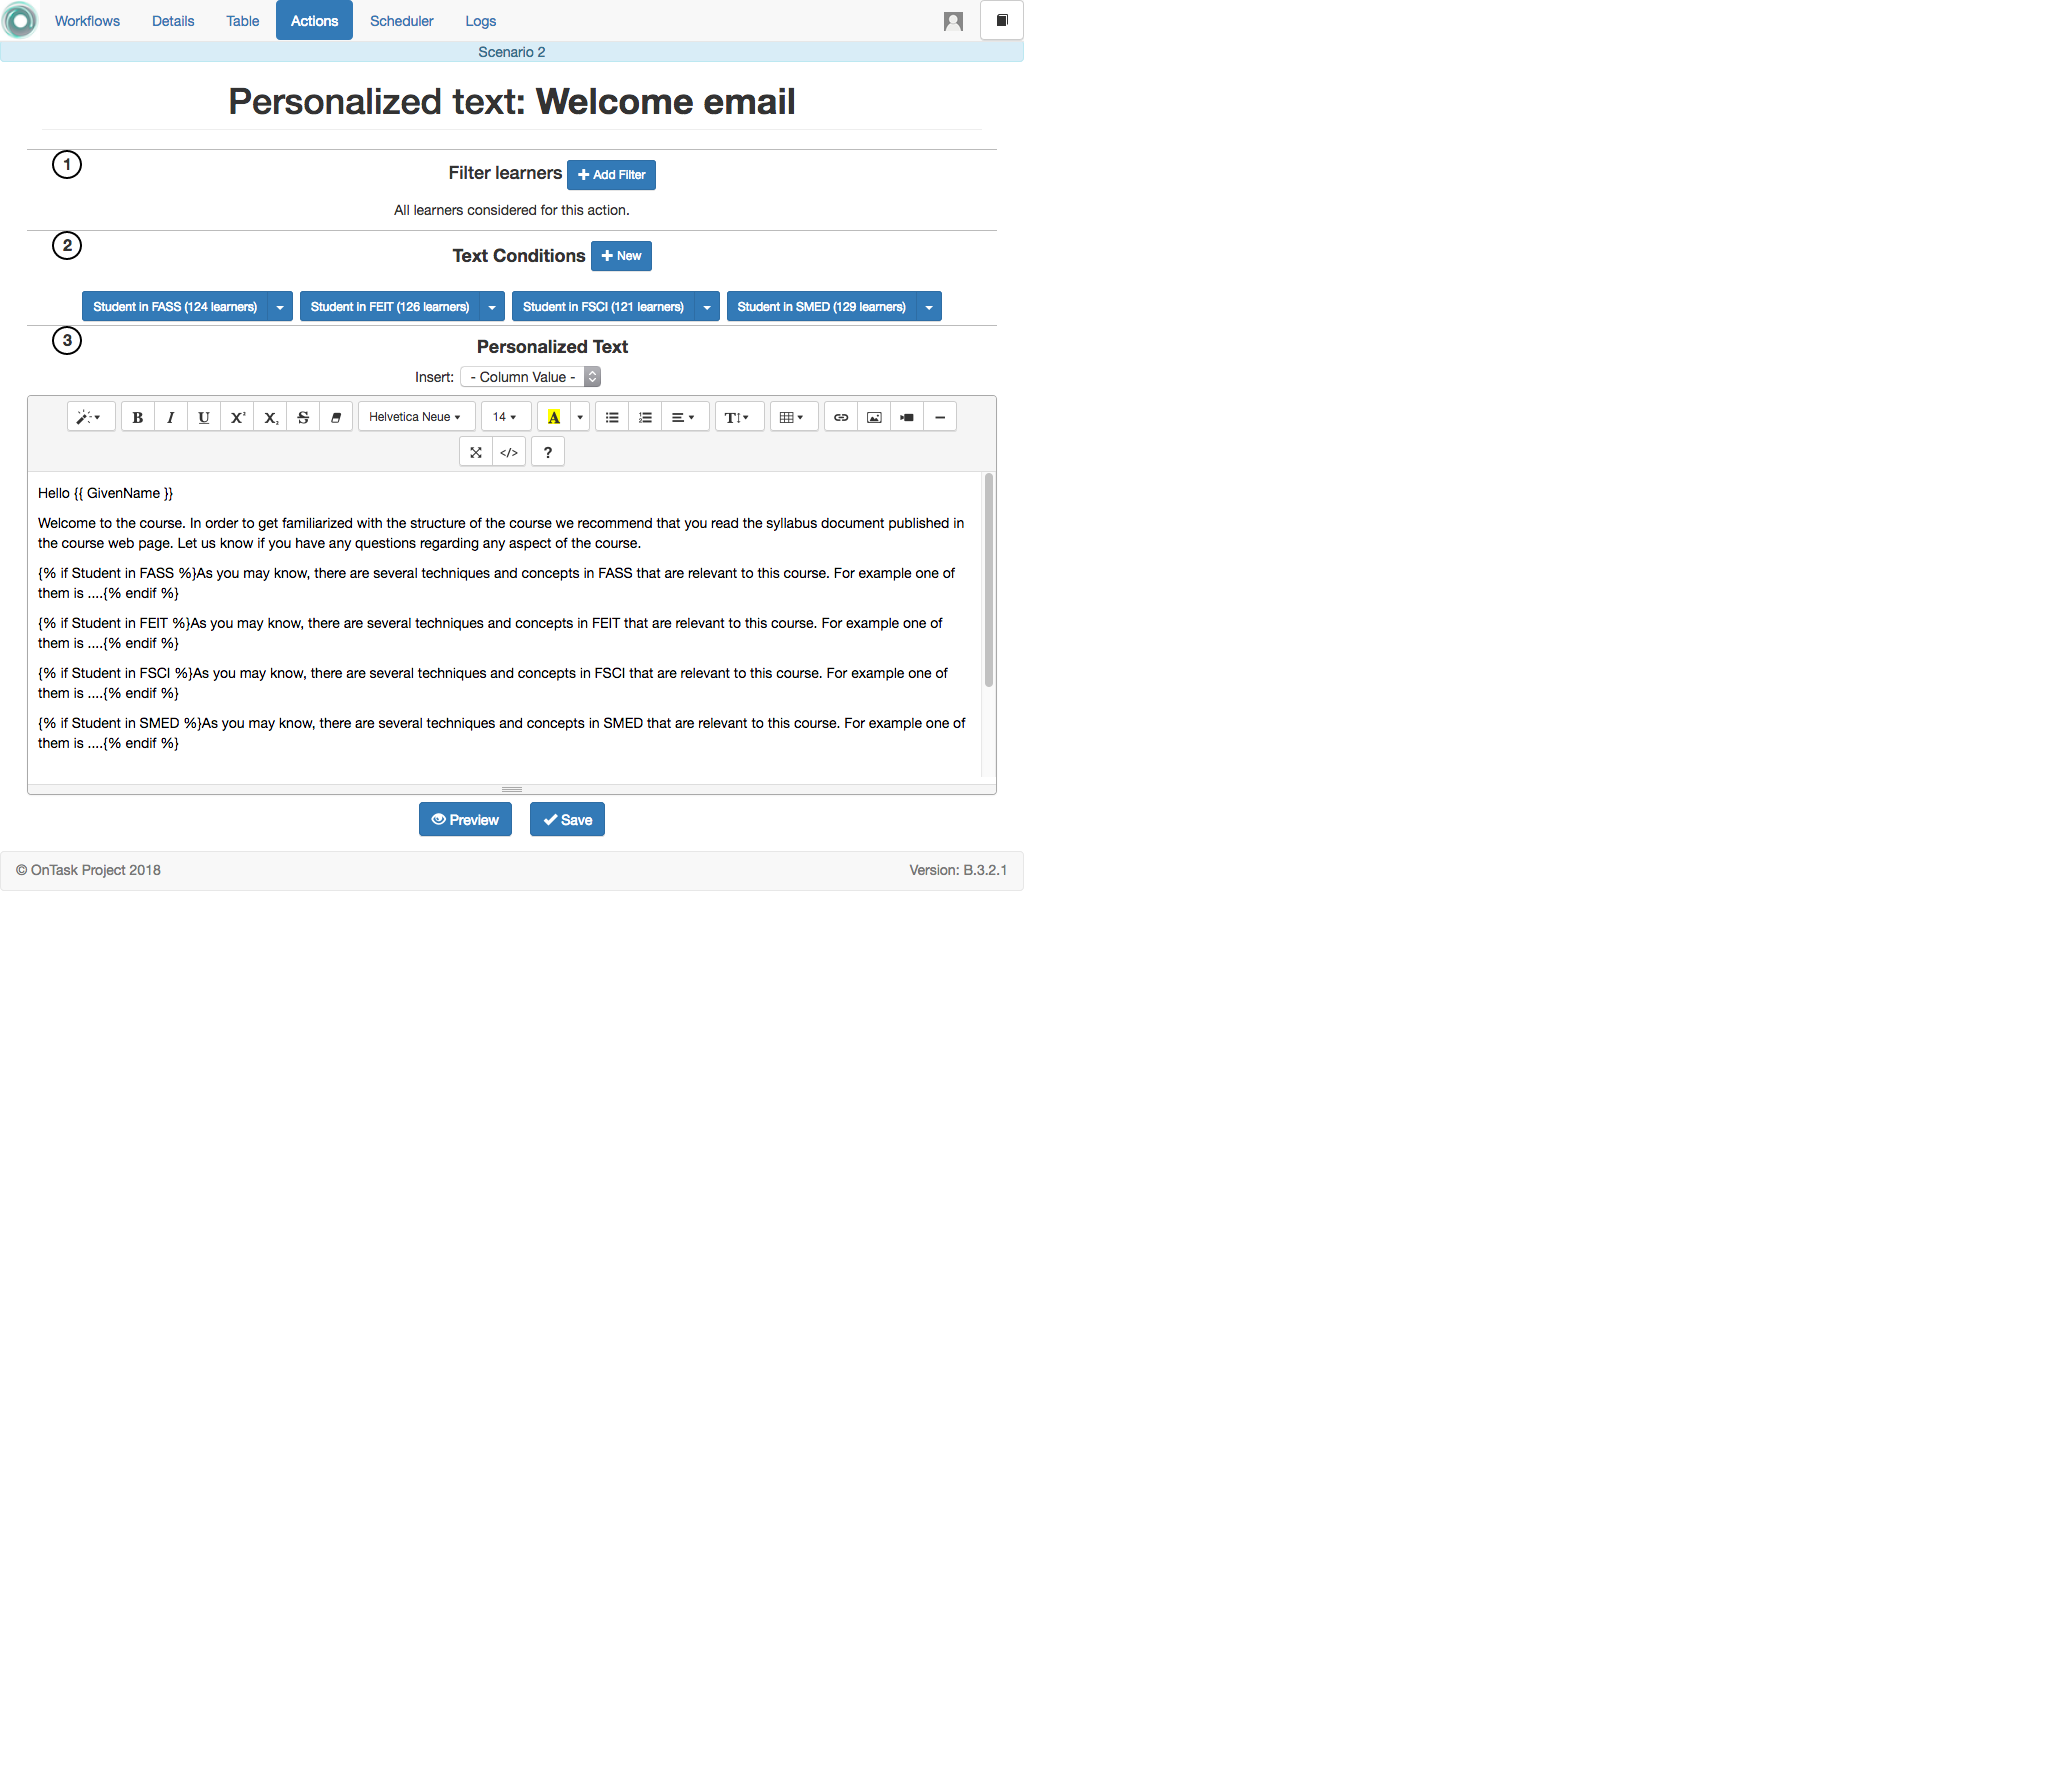 Workflows Details Table Actions Scheduler Logs
Scenario 2
Personalized text: Welcome email
1
Filter learners + Add Filter
All learners considered for this action.
2
Text Conditions + New
Student in FASS (124 learners) Student in FEIT (126 learners) Student in FSCI (121 learners) Student in SMED (129 learners)
3
Personalized Text
Insert: - Column Value -
B I U X² X₂ S Helvetica Neue 14 A T
</> ?
Hello {{ GivenName }}
Welcome to the course. In order to get familiarized with the structure of the course we recommend that you read the syllabus document published in
the course web page. Let us know if you have any questions regarding any aspect of the course.
{% if Student in FASS %}As you may know, there are several techniques and concepts in FASS that are relevant to this course. For example one of
them is ....{% endif %}
{% if Student in FEIT %}As you may know, there are several techniques and concepts in FEIT that are relevant to this course. For example one of
them is ....{% endif %}
{% if Student in FSCI %}As you may know, there are several techniques and concepts in FSCI that are relevant to this course. For example one of
them is ....{% endif %}
{% if Student in SMED %}As you may know, there are several techniques and concepts in SMED that are relevant to this course. For example one of
them is ....{% endif %}
Preview Save
© OnTask Project 2018 Version: B.3.2.1